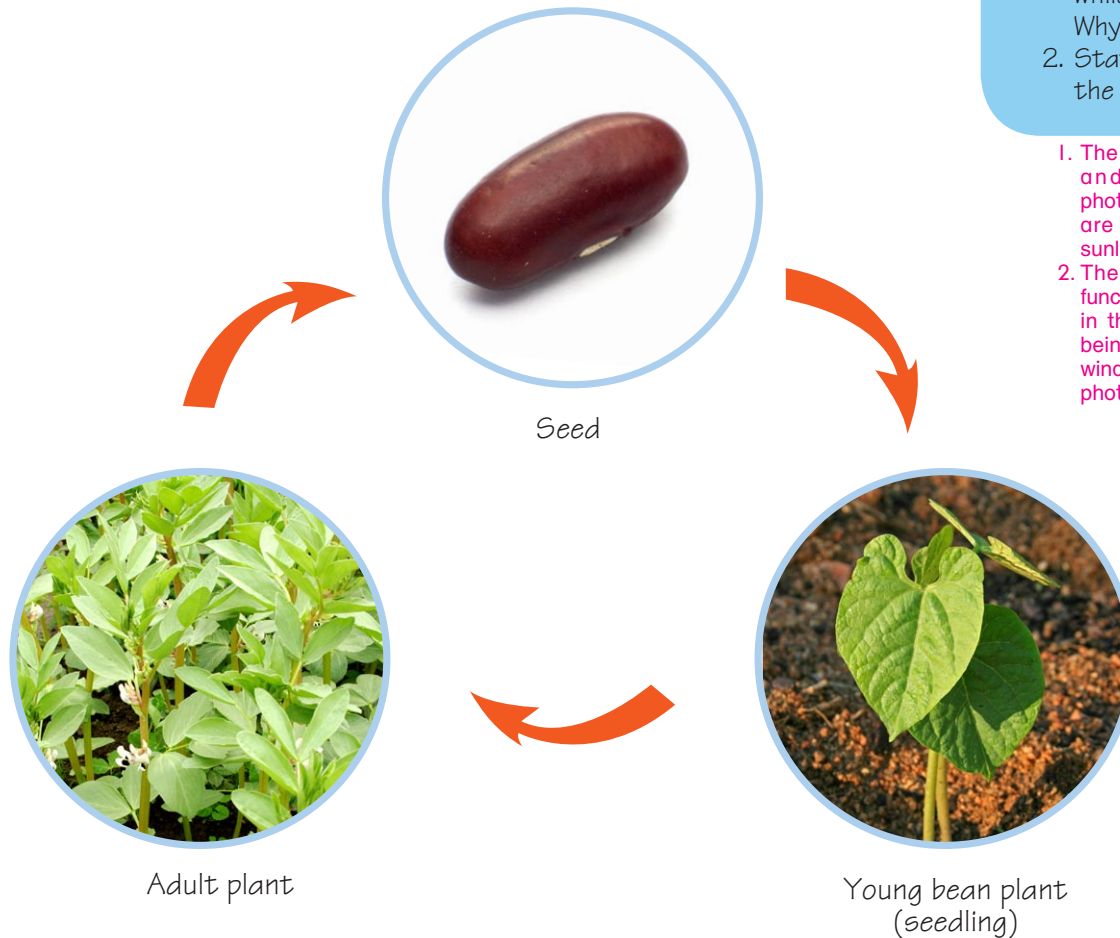 Why
2. Sta
the
1. The
and
phot
are
sunl
2. The
func
in th
bein
wind
phot
Seed
Adult plant
Young bean plant
(seedling)